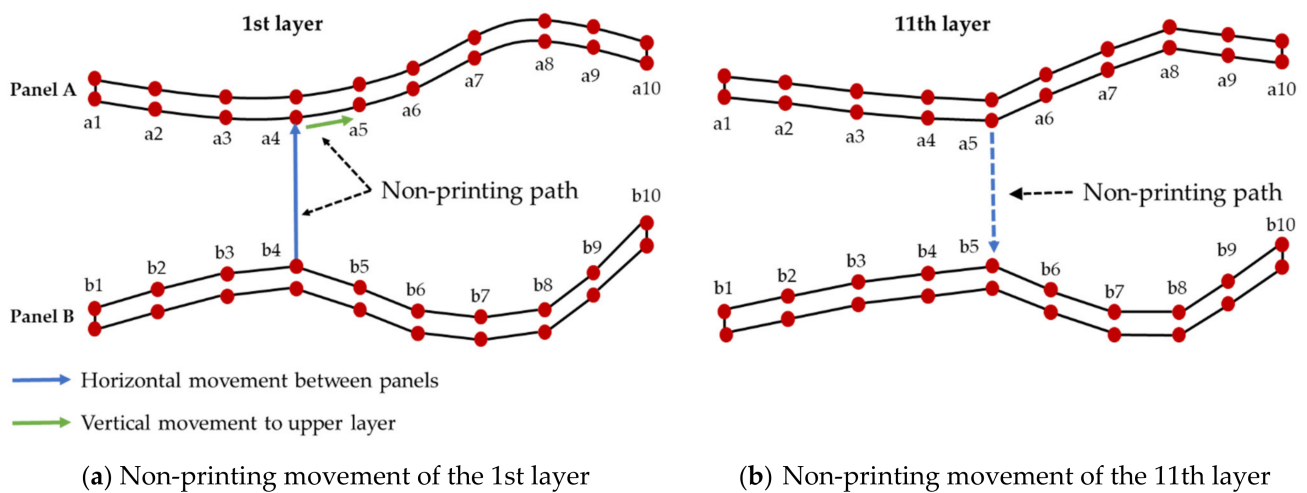 1st layer
Panel A
a1
a2
a3
a4
a5
a6
a7
a8
a9
a10
Non-printing path
b1
b2
b3
b4
b5
b6
b7
b8
b9
b10
Panel B
Horizontal movement between panels
Vertical movement to upper layer
(a) Non-printing movement of the 1st layer
11th layer
a1
a2
a3
a4
a5
a6
a7
a8
a9
a10
Non-printing path
b1
b2
b3
b4
b5
b6
b7
b8
b9
b10
(b) Non-printing movement of the 11th layer